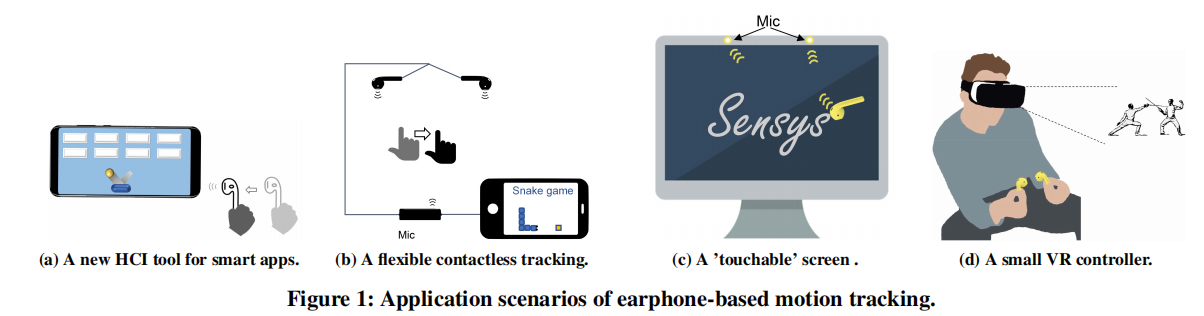 Mic
Sensys
Snake game
Mic
(a) A new HCI tool for smart apps.
(b) A flexible contactless tracking.
(c) A 'touchable' screen .
(d) A small VR controller.
Figure 1: Application scenarios of earphone-based motion tracking.